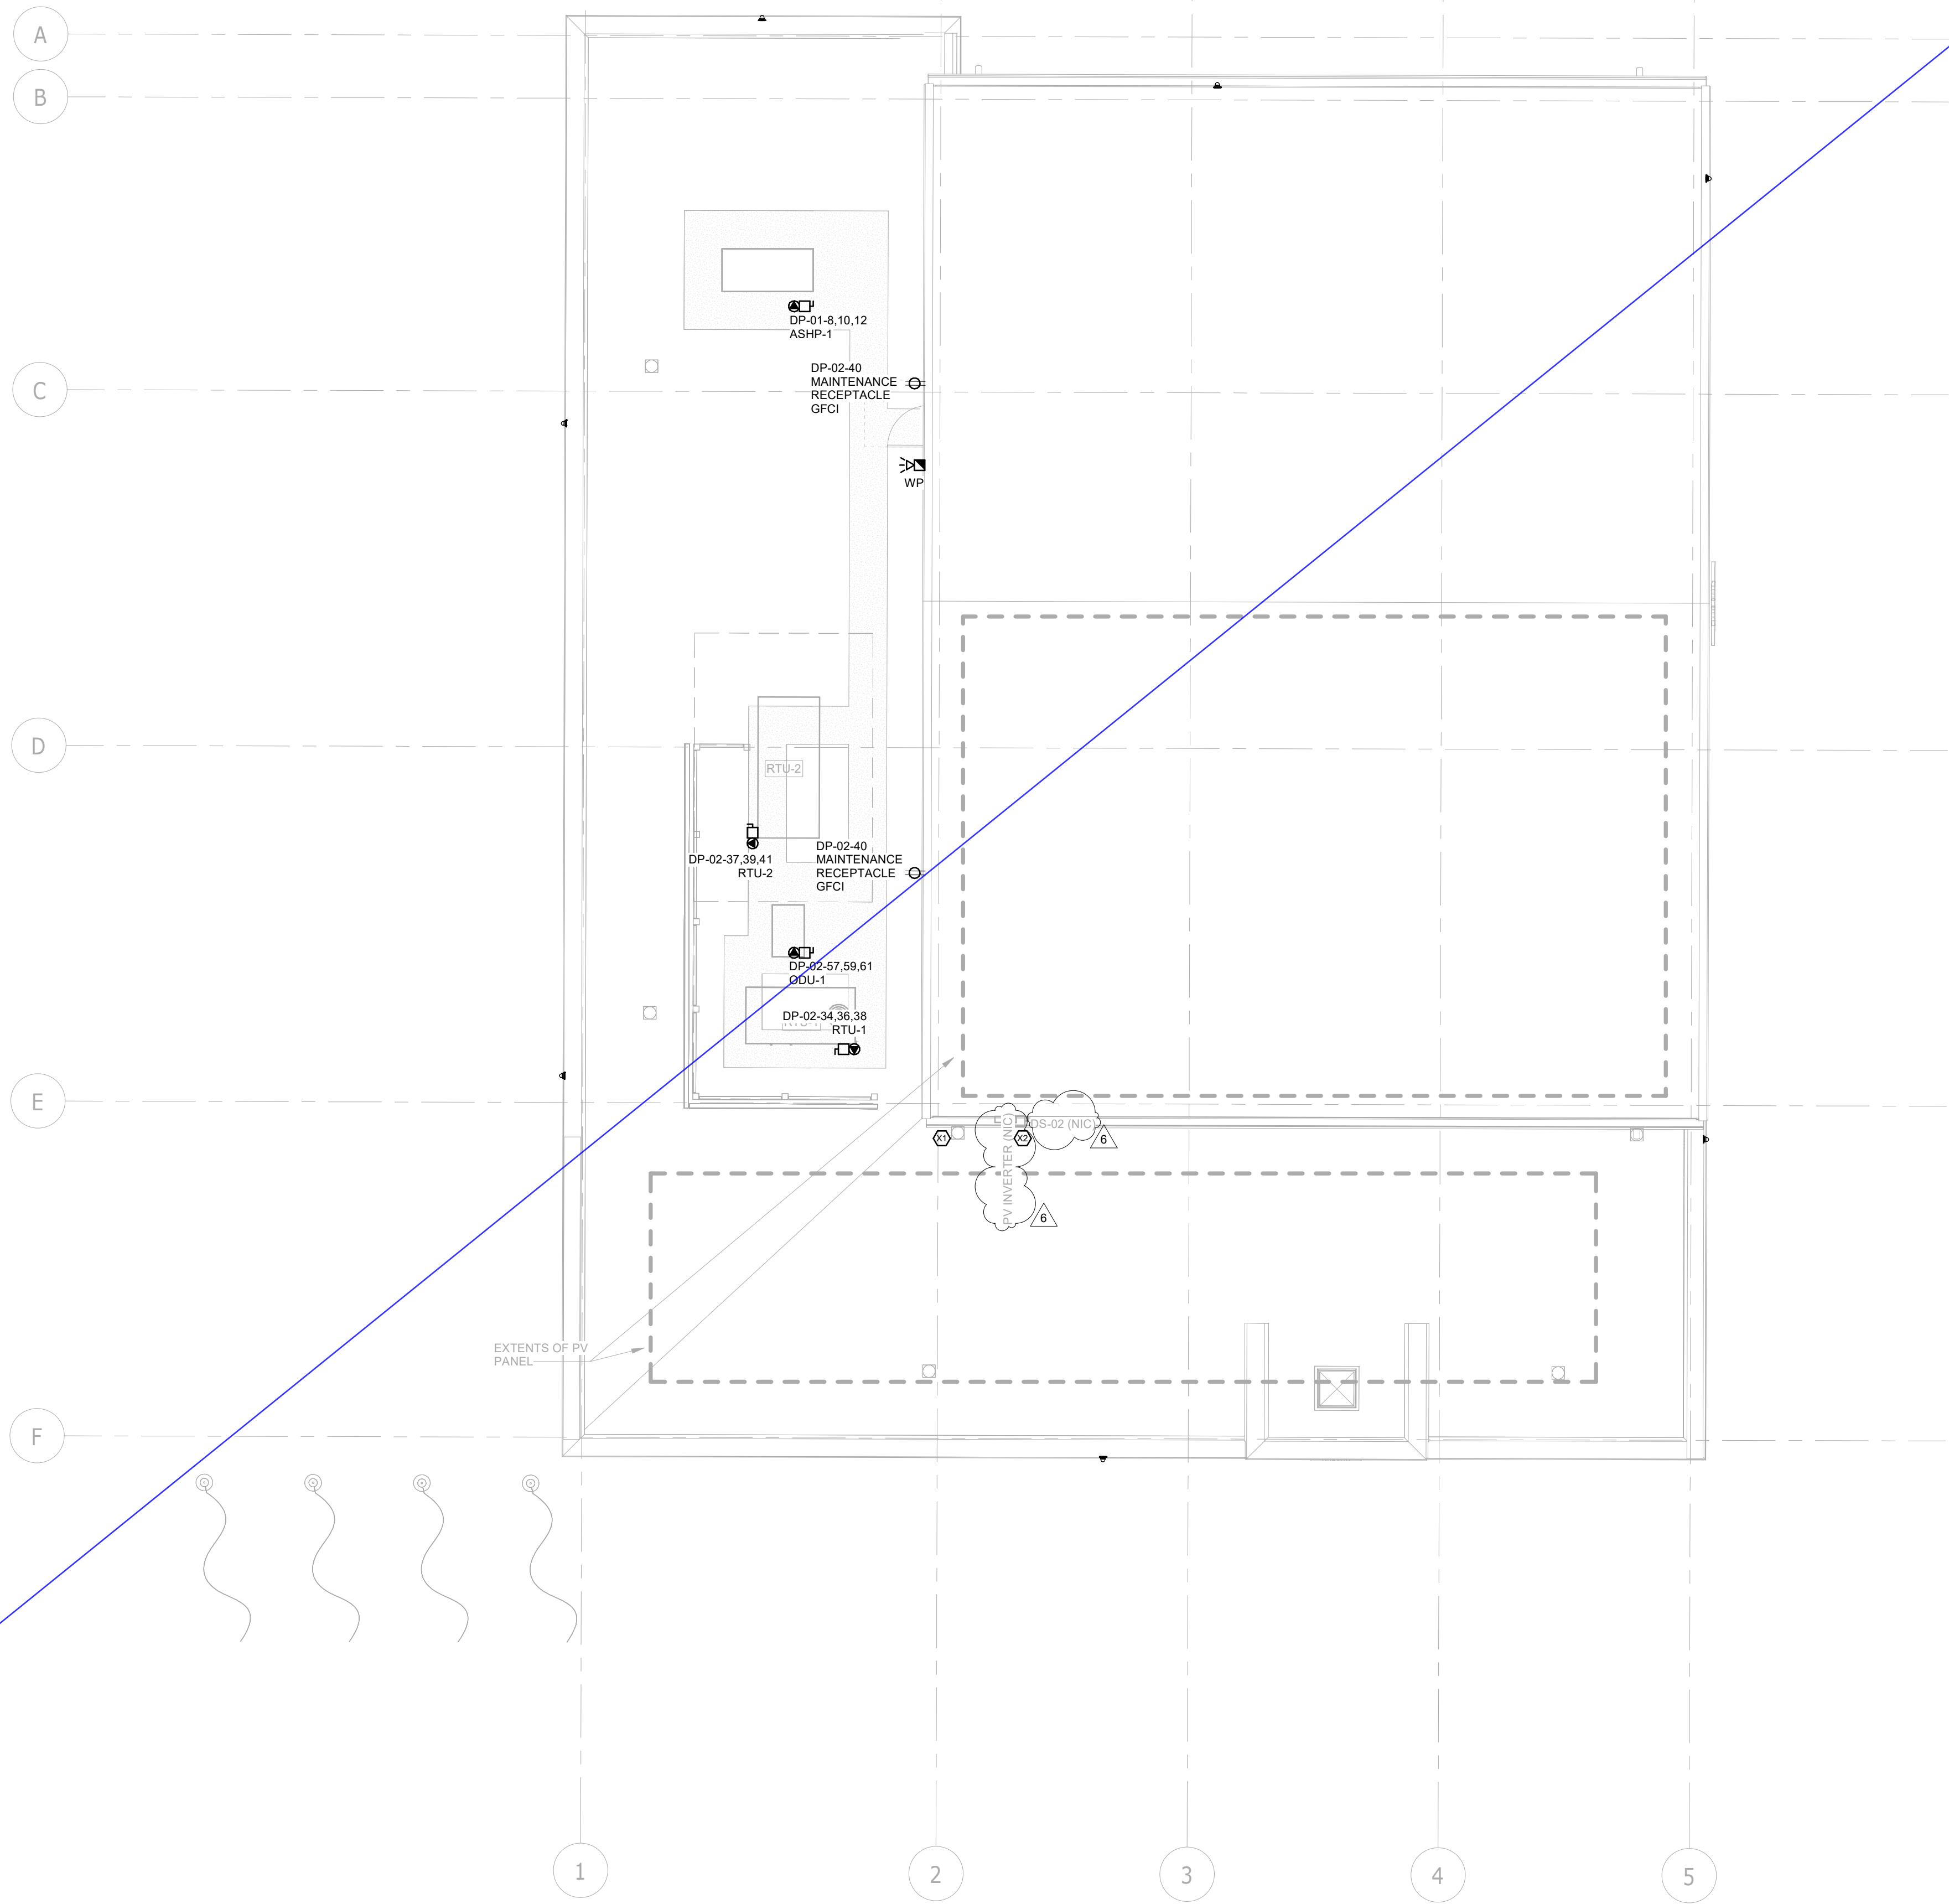 A
B
DP-01-8,10,12
ASHP-1
C
DP-02-40
MAINTENANCE
RECEPTACLE
GFCI
WP
D
RTU-2
DP-02-37,39,41
RTU-2
DP-02-40
MAINTENANCE
RECEPTACLE
GFCI
DP-02-57,59,61
ODU-1
DP-02-34,36,38
RTU-1
RTU-1
E
X1
X2
DS-02 (NIC)
6
PV INVERTER (NIC)
6
EXTENTS OF PV
PANEL
F
1
2
3
4
5